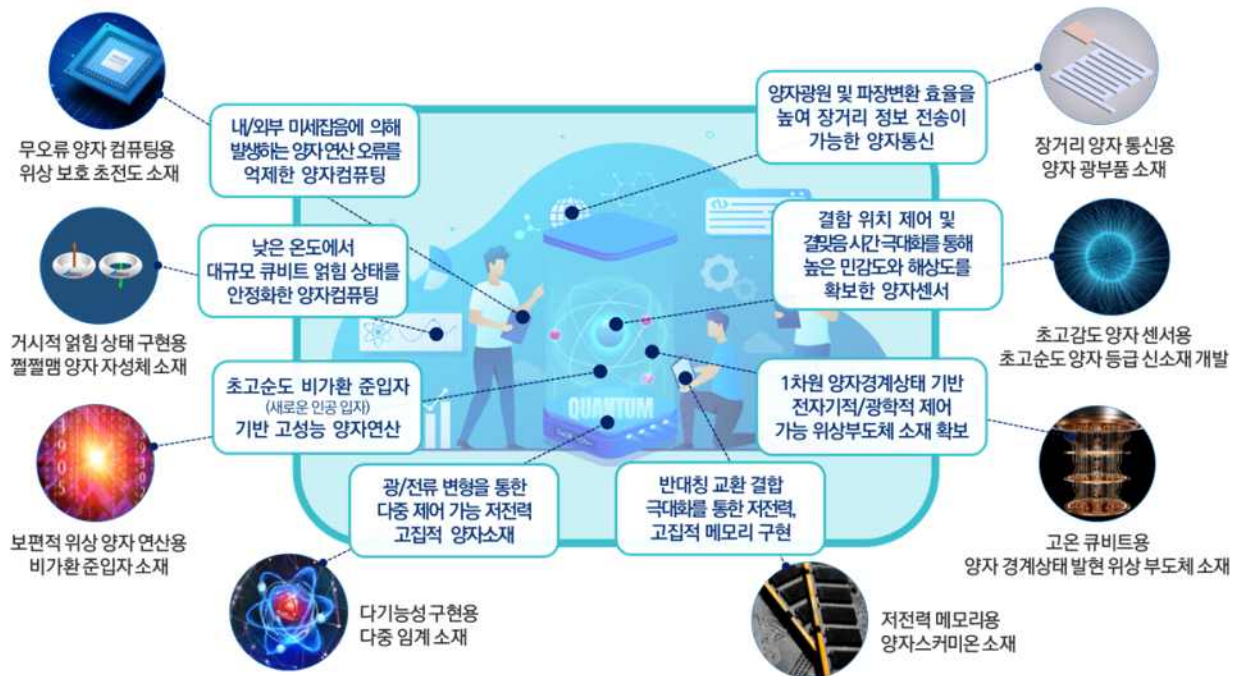 무오류 양자 컴퓨팅용
위상 보호 초전도 소재
내/외부 미세잡음에 의해
발생하는 양자 연산 오류를
억제한 양자컴퓨팅
양자광원 및 파장변환 효율을
높여 장거리 정보 전송이
가능한 양자통신
장거리 양자 통신용
양자 광부품 소재
거시적 얽힘 상태 구현용
쩔쩔맴 양자 자성체 소재
낮은 온도에서
대규모 큐비트 얽힘 상태를
안정화한 양자컴퓨팅
결함 위치 제어 및
결맞음 시간 극대화를 통해
높은 민감도와 해상도를
확보한 양자센서
초고감도 양자 센서용
초고순도 양자 등급 신소재 개발
보편적 위상 양자 연산용
비가환 준입자 소재
초고순도 비가환 준입자
(새로운 인공 입자)
기반 고성능 양자연산
QUANTUM
1차원 양자경계상태 기반
전자기적/광학적 제어
가능 위상부도체 소재 확보
고온 큐비트용
양자 경계상태 발현 위상 부도체 소재
광/전류 변형을 통한
다중 제어 가능 저전력
고집적 양자소재
다기능성 구현용
다중 임계 소재
반대칭 교환 결합
극대화를 통한 저전력,
고집적 메모리 구현
저전력 메모리용
양자스커미온 소재